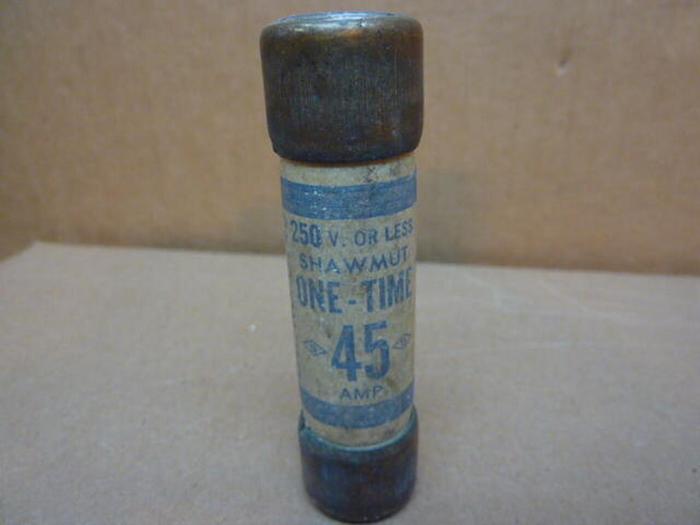 250 V. OR LESS
SHAWMUT
ONE-TIME
45
AMP.